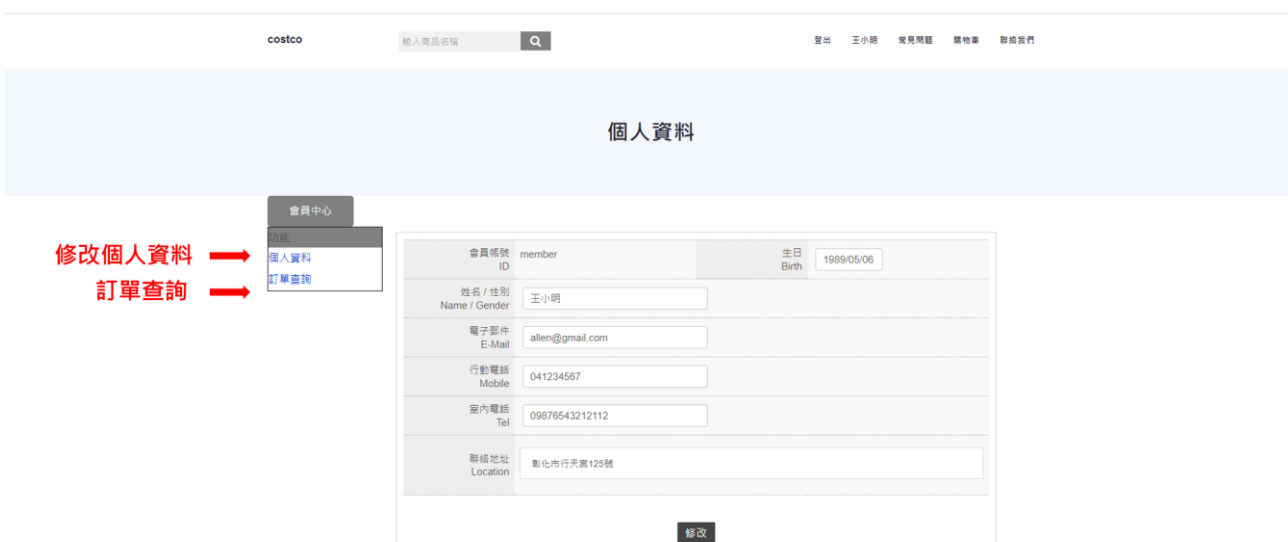 costco
輸入商品名稱
登出 王小明 常見問題 購物車 聯絡我們
個人資料
會員中心
功能
修改個人資料
個人資料
訂單查詢
訂單查詢
會員帳號
ID
member
生日
Birth
1989/05/06
姓名 / 性別
Name / Gender
王小明
電子郵件
E-Mail
allen@gmail.com
行動電話
Mobile
041234567
室內電話
Tel
09876543212112
聯絡地址
Location
彰化市行天宮125號
修改